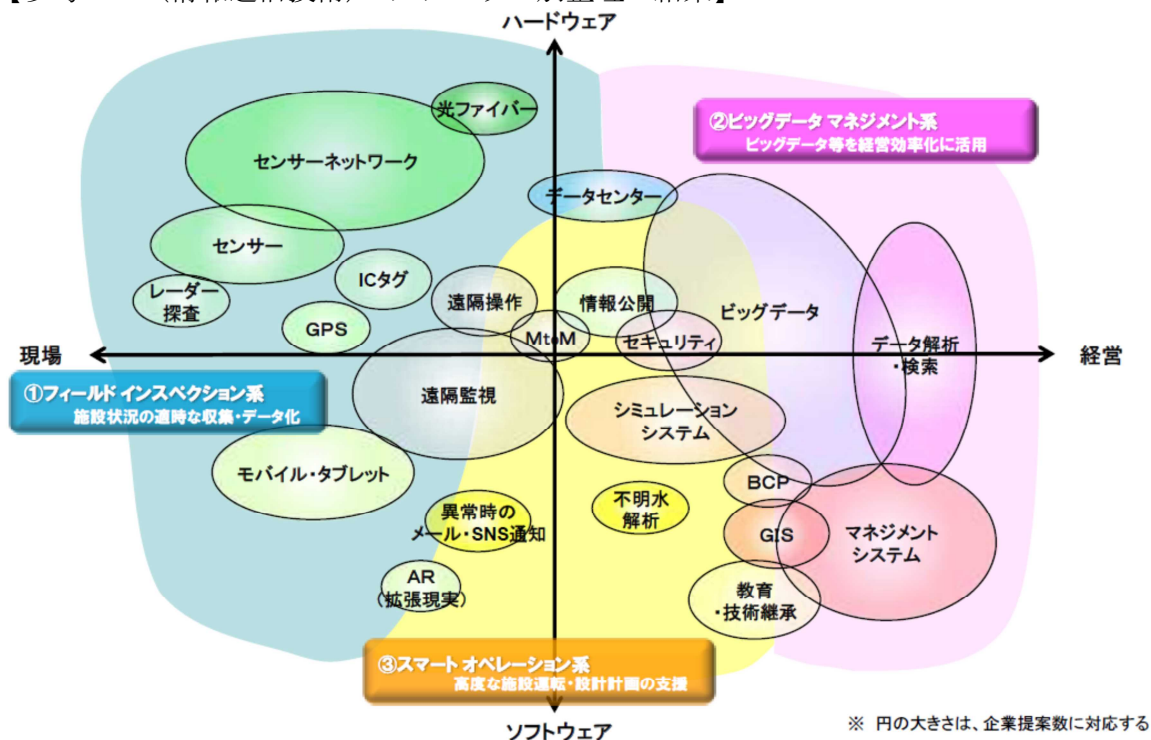 ハードウェア
光ファイバー
②ビッグデータ マネジメント系
ビッグデータ等を経営効率化に活用
センサーネットワーク
データセンター
センサー
ICタグ
レーダー
探査
遠隔操作
情報公開
ビッグデータ
GPS
MtoM
セキュリティ
データ解析
・検索
現場
経営
①フィールド インスペクション系
施設状況の適時な収集・データ化
遠隔監視
シミュレーション
システム
モバイル・タブレット
BCP
異常時の
メール・SNS通知
不明水
解析
GIS
マネジメント
システム
AR
(拡張現実)
教育
・技術継承
③スマート オペレーション系
高度な施設運転・設計計画の支援
ソフトウェア
※ 円の大きさは、企業提案数に対応する